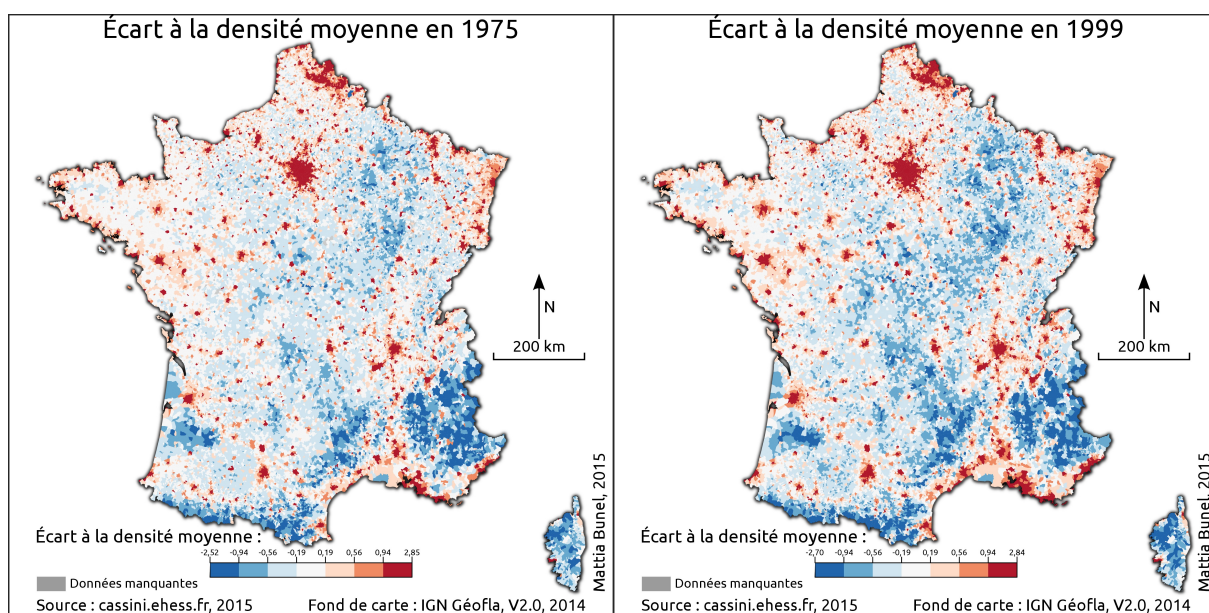 Écart à la densité moyenne en 1975
N
200 km
Mattia Bunel, 2015
Écart à la densité moyenne :
-2,52 -0,94 -0,56 -0,19 0,19 0,56 0,94 2,85
Données manquantes
Source : cassini.ehess.fr, 2015 Fond de carte : IGN Géofla, V2.0, 2014
Écart à la densité moyenne en 1999
N
200 km
Mattia Bunel, 2015
Écart à la densité moyenne :
-2,70 -0,94 -0,56 -0,19 0,19 0,56 0,94 2,84
Données manquantes
Source : cassini.ehess.fr, 2015 Fond de carte : IGN Géofla, V2.0, 2014